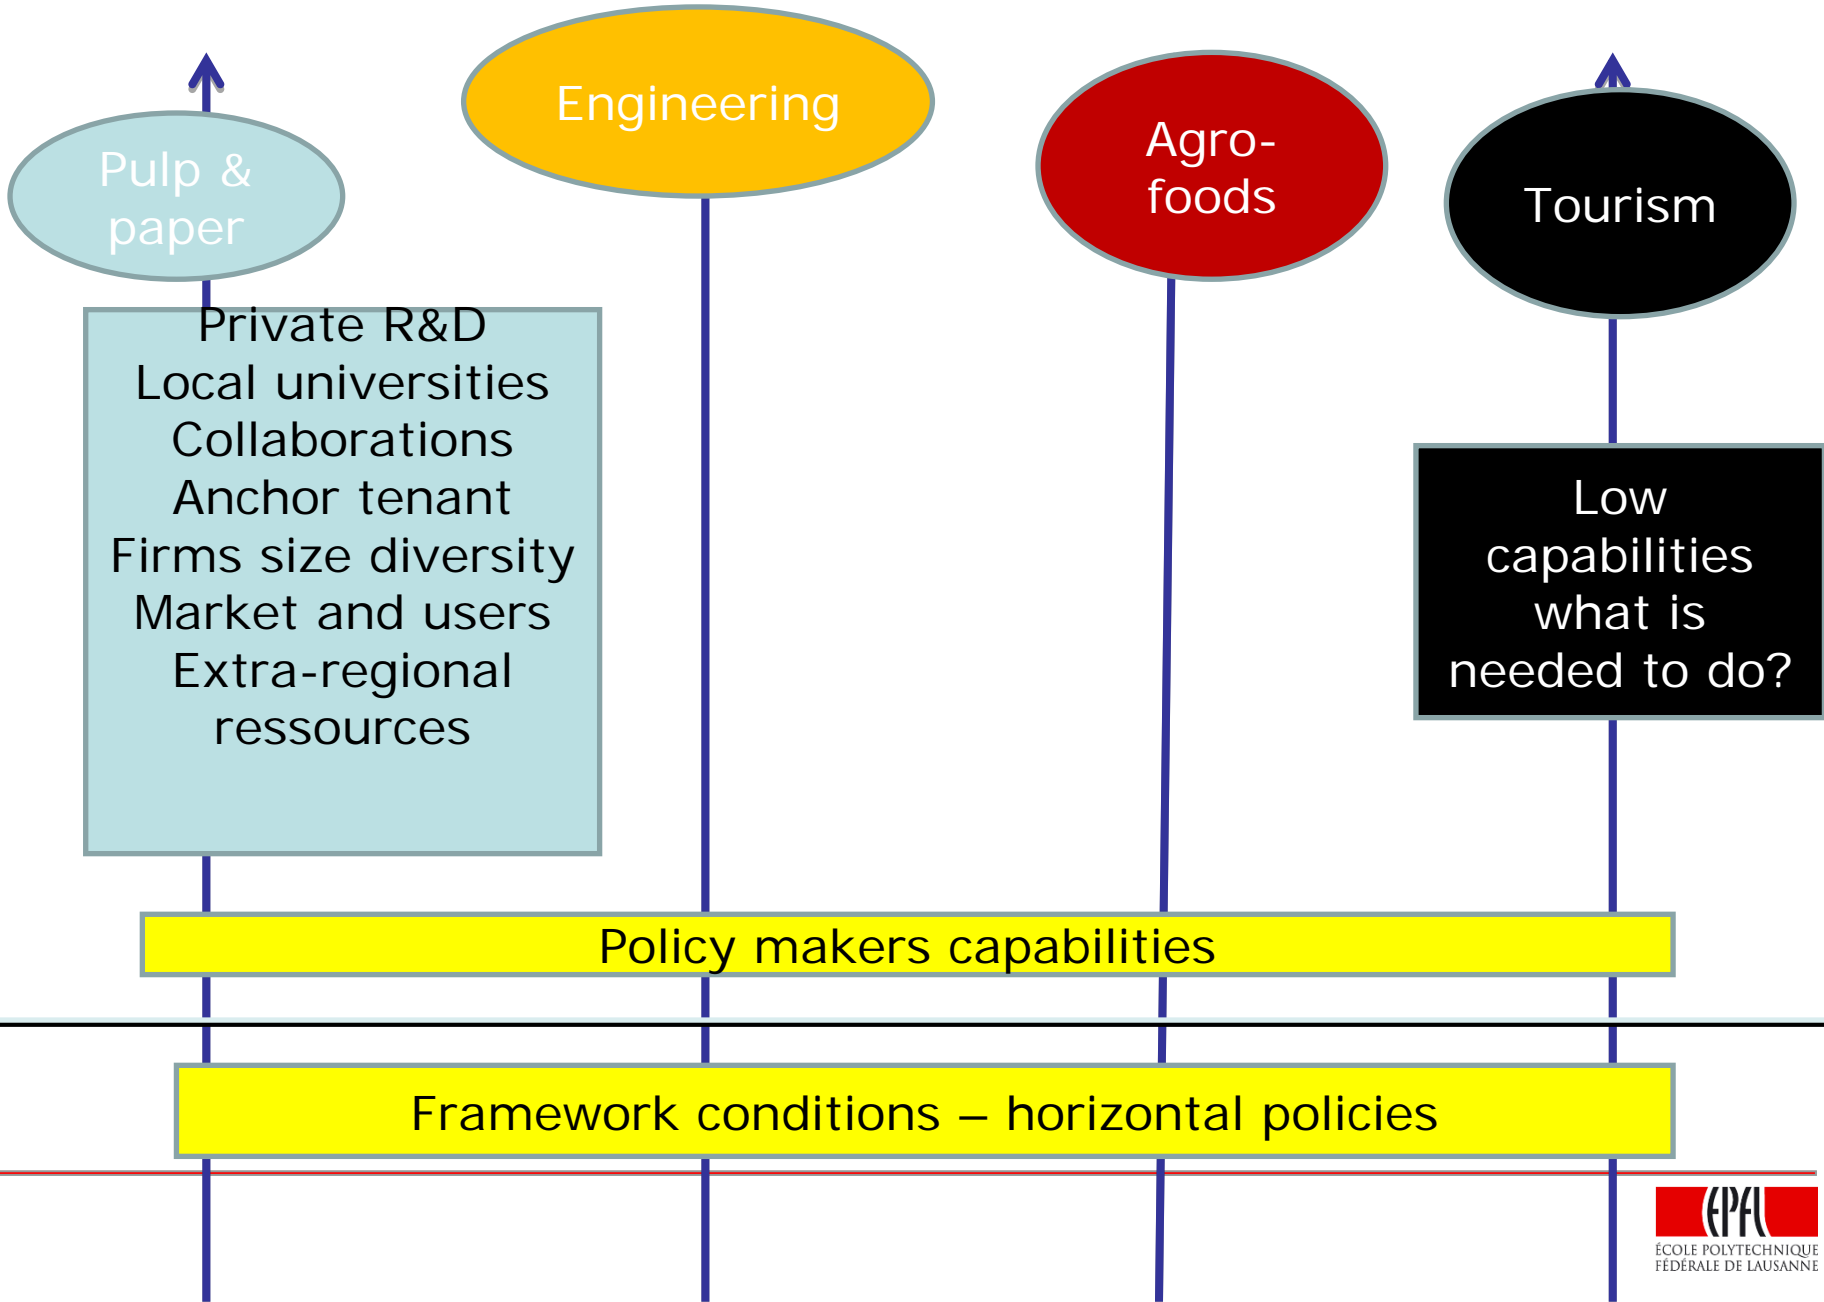 Pulp &
paper
Engineering
Agro-
foods
Tourism
Private R&D
Local universities
Collaborations
Anchor tenant
Firms size diversity
Market and users
Extra-regional
ressources
Low
capabilities
what is
needed to do?
Policy makers capabilities
Framework conditions – horizontal policies
EPFL
ÉCOLE POLYTECHNIQUE
FÉDÉRALE DE LAUSANNE